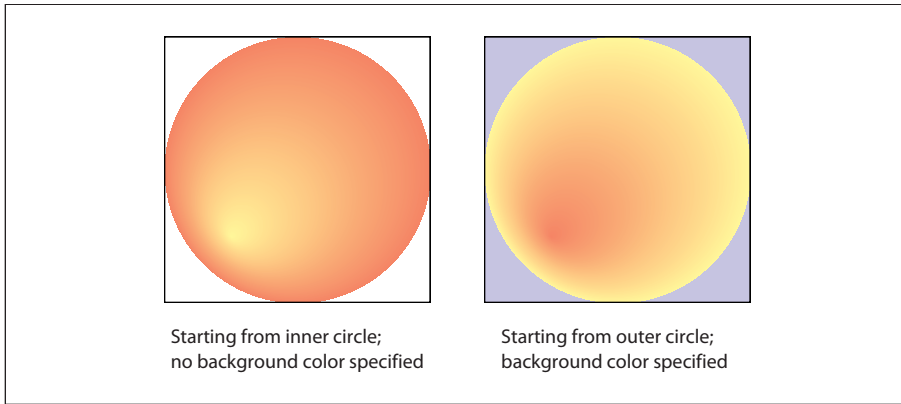 Starting from inner circle;
no background color specified
Starting from outer circle;
background color specified